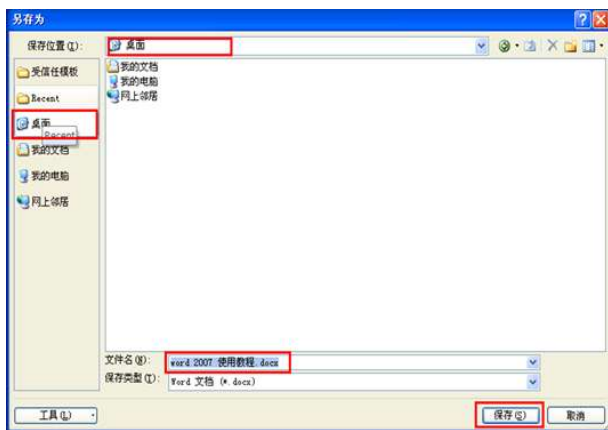 另存为
保存位置(I):
桌面
受信任模板
Recent
桌面
Recent
我的文档
我的电脑
网上邻居
我的文档
我的电脑
网上邻居
文件名(N):
word 2007 使用教程.docx
保存类型(T):
Word 文档 (*.docx)
工具(L)
保存(S)
取消